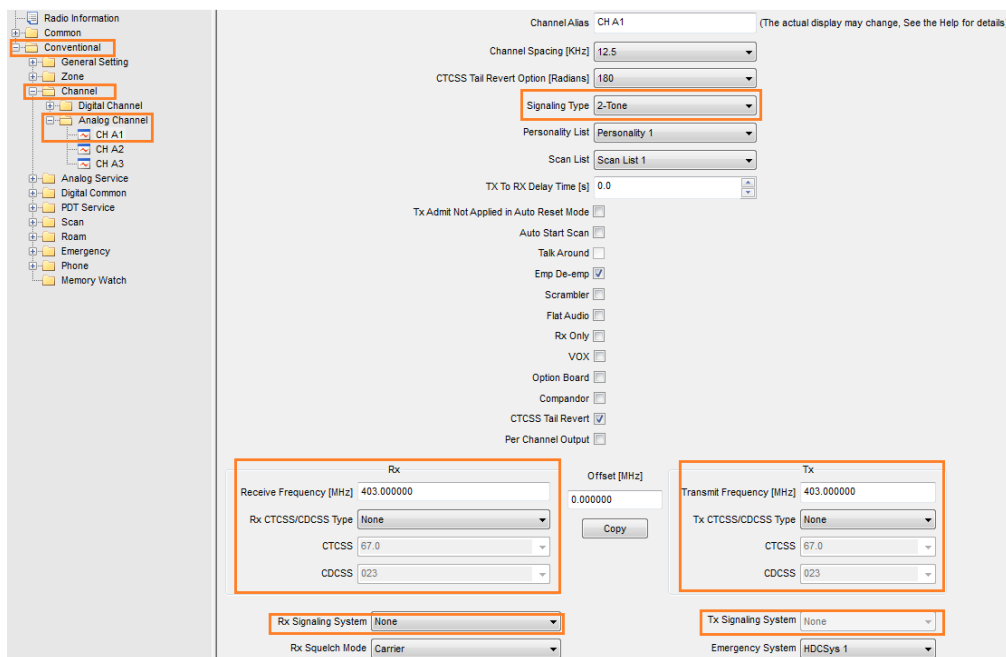 Radio Information
Common
Conventional
General Setting
Zone
Channel
Digital Channel
Analog Channel
CH A1
CH A2
CH A3
Analog Service
Digital Common
PDT Service
Scan
Roam
Emergency
Phone
Memory Watch
Channel Alias CH A1 (The actual display may change, See the Help for details
Channel Spacing [KHz] 12.5
CTCSS Tail Revert Option [Radians] 180
Signaling Type 2-Tone
Personality List Personality 1
Scan List Scan List 1
TX To RX Delay Time [s] 0.0
Tx Admit Not Applied in Auto Reset Mode
Auto Start Scan
Talk Around
Emp De-emp
Scrambler
Flat Audio
Rx Only
VOX
Option Board
Compandor
CTCSS Tail Revert
Per Channel Output
Rx
Receive Frequency [MHz] 403.000000
Rx CTCSS/CDCSS Type None
CTCSS 67.0
CDCSS 023
Offset [MHz]
0.000000
Copy
Tx
Transmit Frequency [MHz] 403.000000
Tx CTCSS/CDCSS Type None
CTCSS 67.0
CDCSS 023
Rx Signaling System None
Tx Signaling System None
Rx Squelch Mode Carrier
Emergency System HDCSys 1